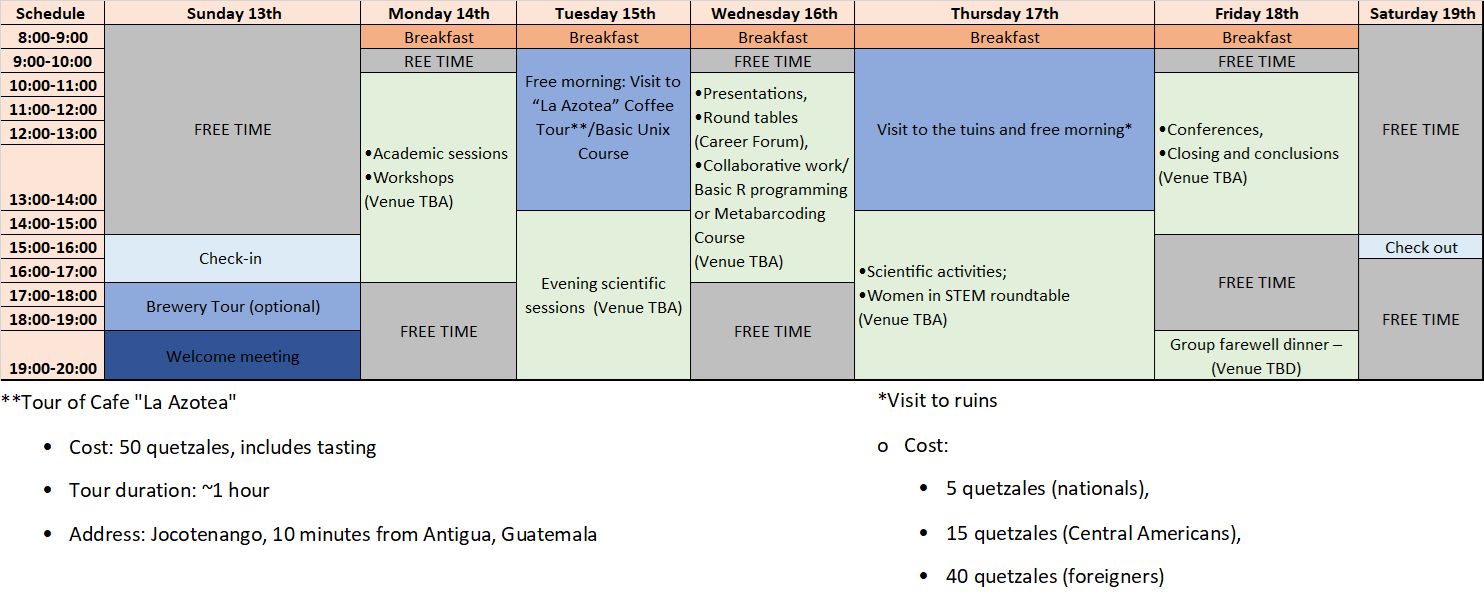 Schedule Sunday 13th Monday 14th Tuesday 15th Wednesday 16th Thursday 17th Friday 18th Saturday 19th
8:00-9:00 Breakfast Breakfast Breakfast Breakfast Breakfast
9:00-10:00 REE TIME FREE TIME FREE TIME
10:00-11:00
11:00-12:00
12:00-13:00
13:00-14:00
14:00-15:00
15:00-16:00
16:00-17:00
17:00-18:00
18:00-19:00
19:00-20:00
FREE TIME
Check-in
Brewery Tour (optional)
Welcome meeting
•Academic sessions
•Workshops
(Venue TBA)
FREE TIME
Free morning: Visit to
“La Azotea” Coffee
Tour**/Basic Unix
Course
Evening scientific
sessions (Venue TBA)
•Presentations,
•Round tables
(Career Forum),
•Collaborative work/
Basic R programming
or Metabarcoding
Course
(Venue TBA)
FREE TIME
Visit to the tuins and free morning*
•Scientific activities;
•Women in STEM roundtable
(Venue TBA)
•Conferences,
•Closing and conclusions
(Venue TBA)
FREE TIME
Group farewell dinner –
(Venue TBD)
FREE TIME
Check out
FREE TIME
**Tour of Cafe "La Azotea"
• Cost: 50 quetzales, includes tasting
• Tour duration: ~1 hour
• Address: Jocotenango, 10 minutes from Antigua, Guatemala
*Visit to ruins
o Cost:
• 5 quetzales (nationals),
• 15 quetzales (Central Americans),
• 40 quetzales (foreigners)